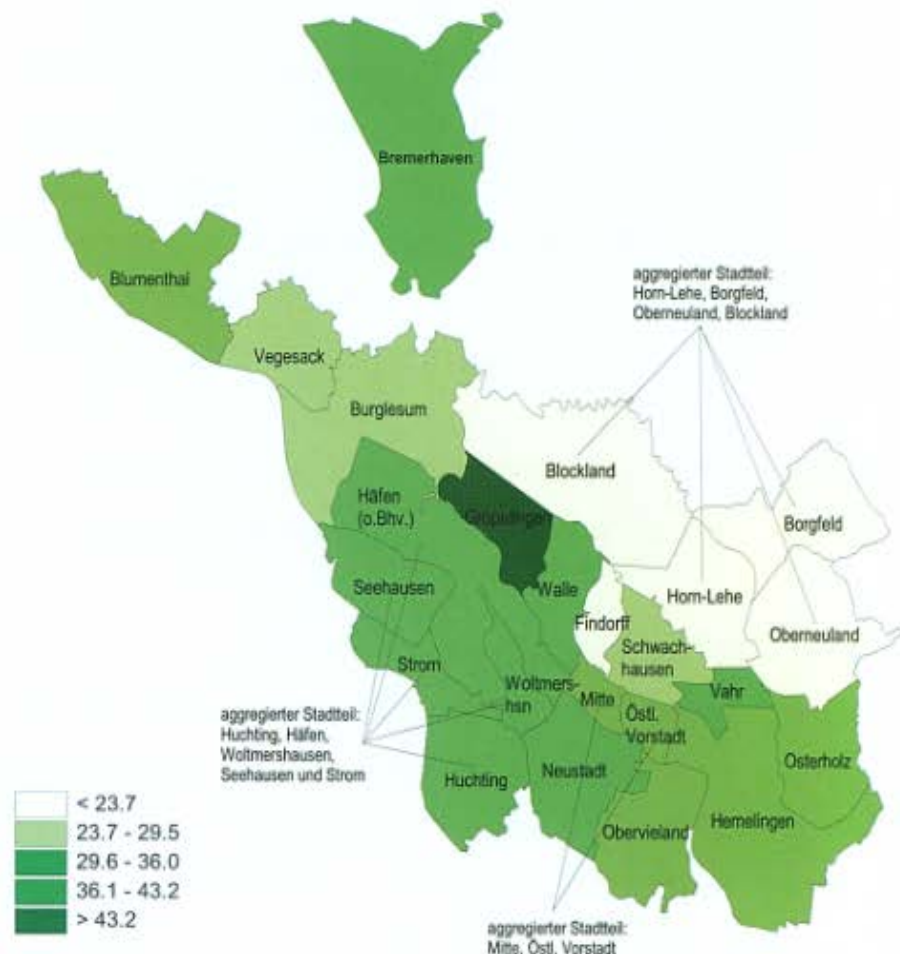 Bremerhaven
Blumenthal
aggregierter Stadtteil:
Horn-Lehe, Borgfeld,
Oberneuland, Blockland
Vegesack
Burglesum
Blockland
Häfen
(o.Bhv.)
Gröpelingen
Borgfeld
Seehausen
Walle
Horn-Lehe
Findorff
Oberneuland
Schwach-
hausen
Strom
Woltmers-
hsn
Mitte
Vahr
Östl.
Vorstadt
aggregierter Stadtteil:
Huchting, Häfen,
Woltmershausen,
Seehausen und Strom
Huchting
Neustadt
Osterholz
Obervieland
Hemelingen
< 23.7
23.7 - 29.5
29.6 - 36.0
36.1 - 43.2
> 43.2
aggregierter Stadtteil:
Mitte, Östl. Vorstadt